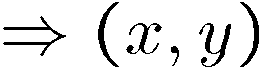 ⇒ (x, y)